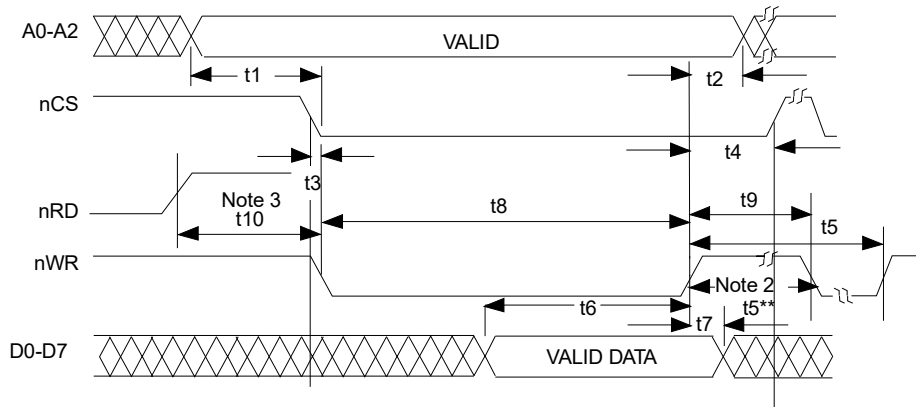 A0-A2
VALID
t1
t2
nCS
t3
t4
nRD
Note 3
t10
t8
t9
t5
nWR
Note 2
t5**
t6
t7
D0-D7
VALID DATA